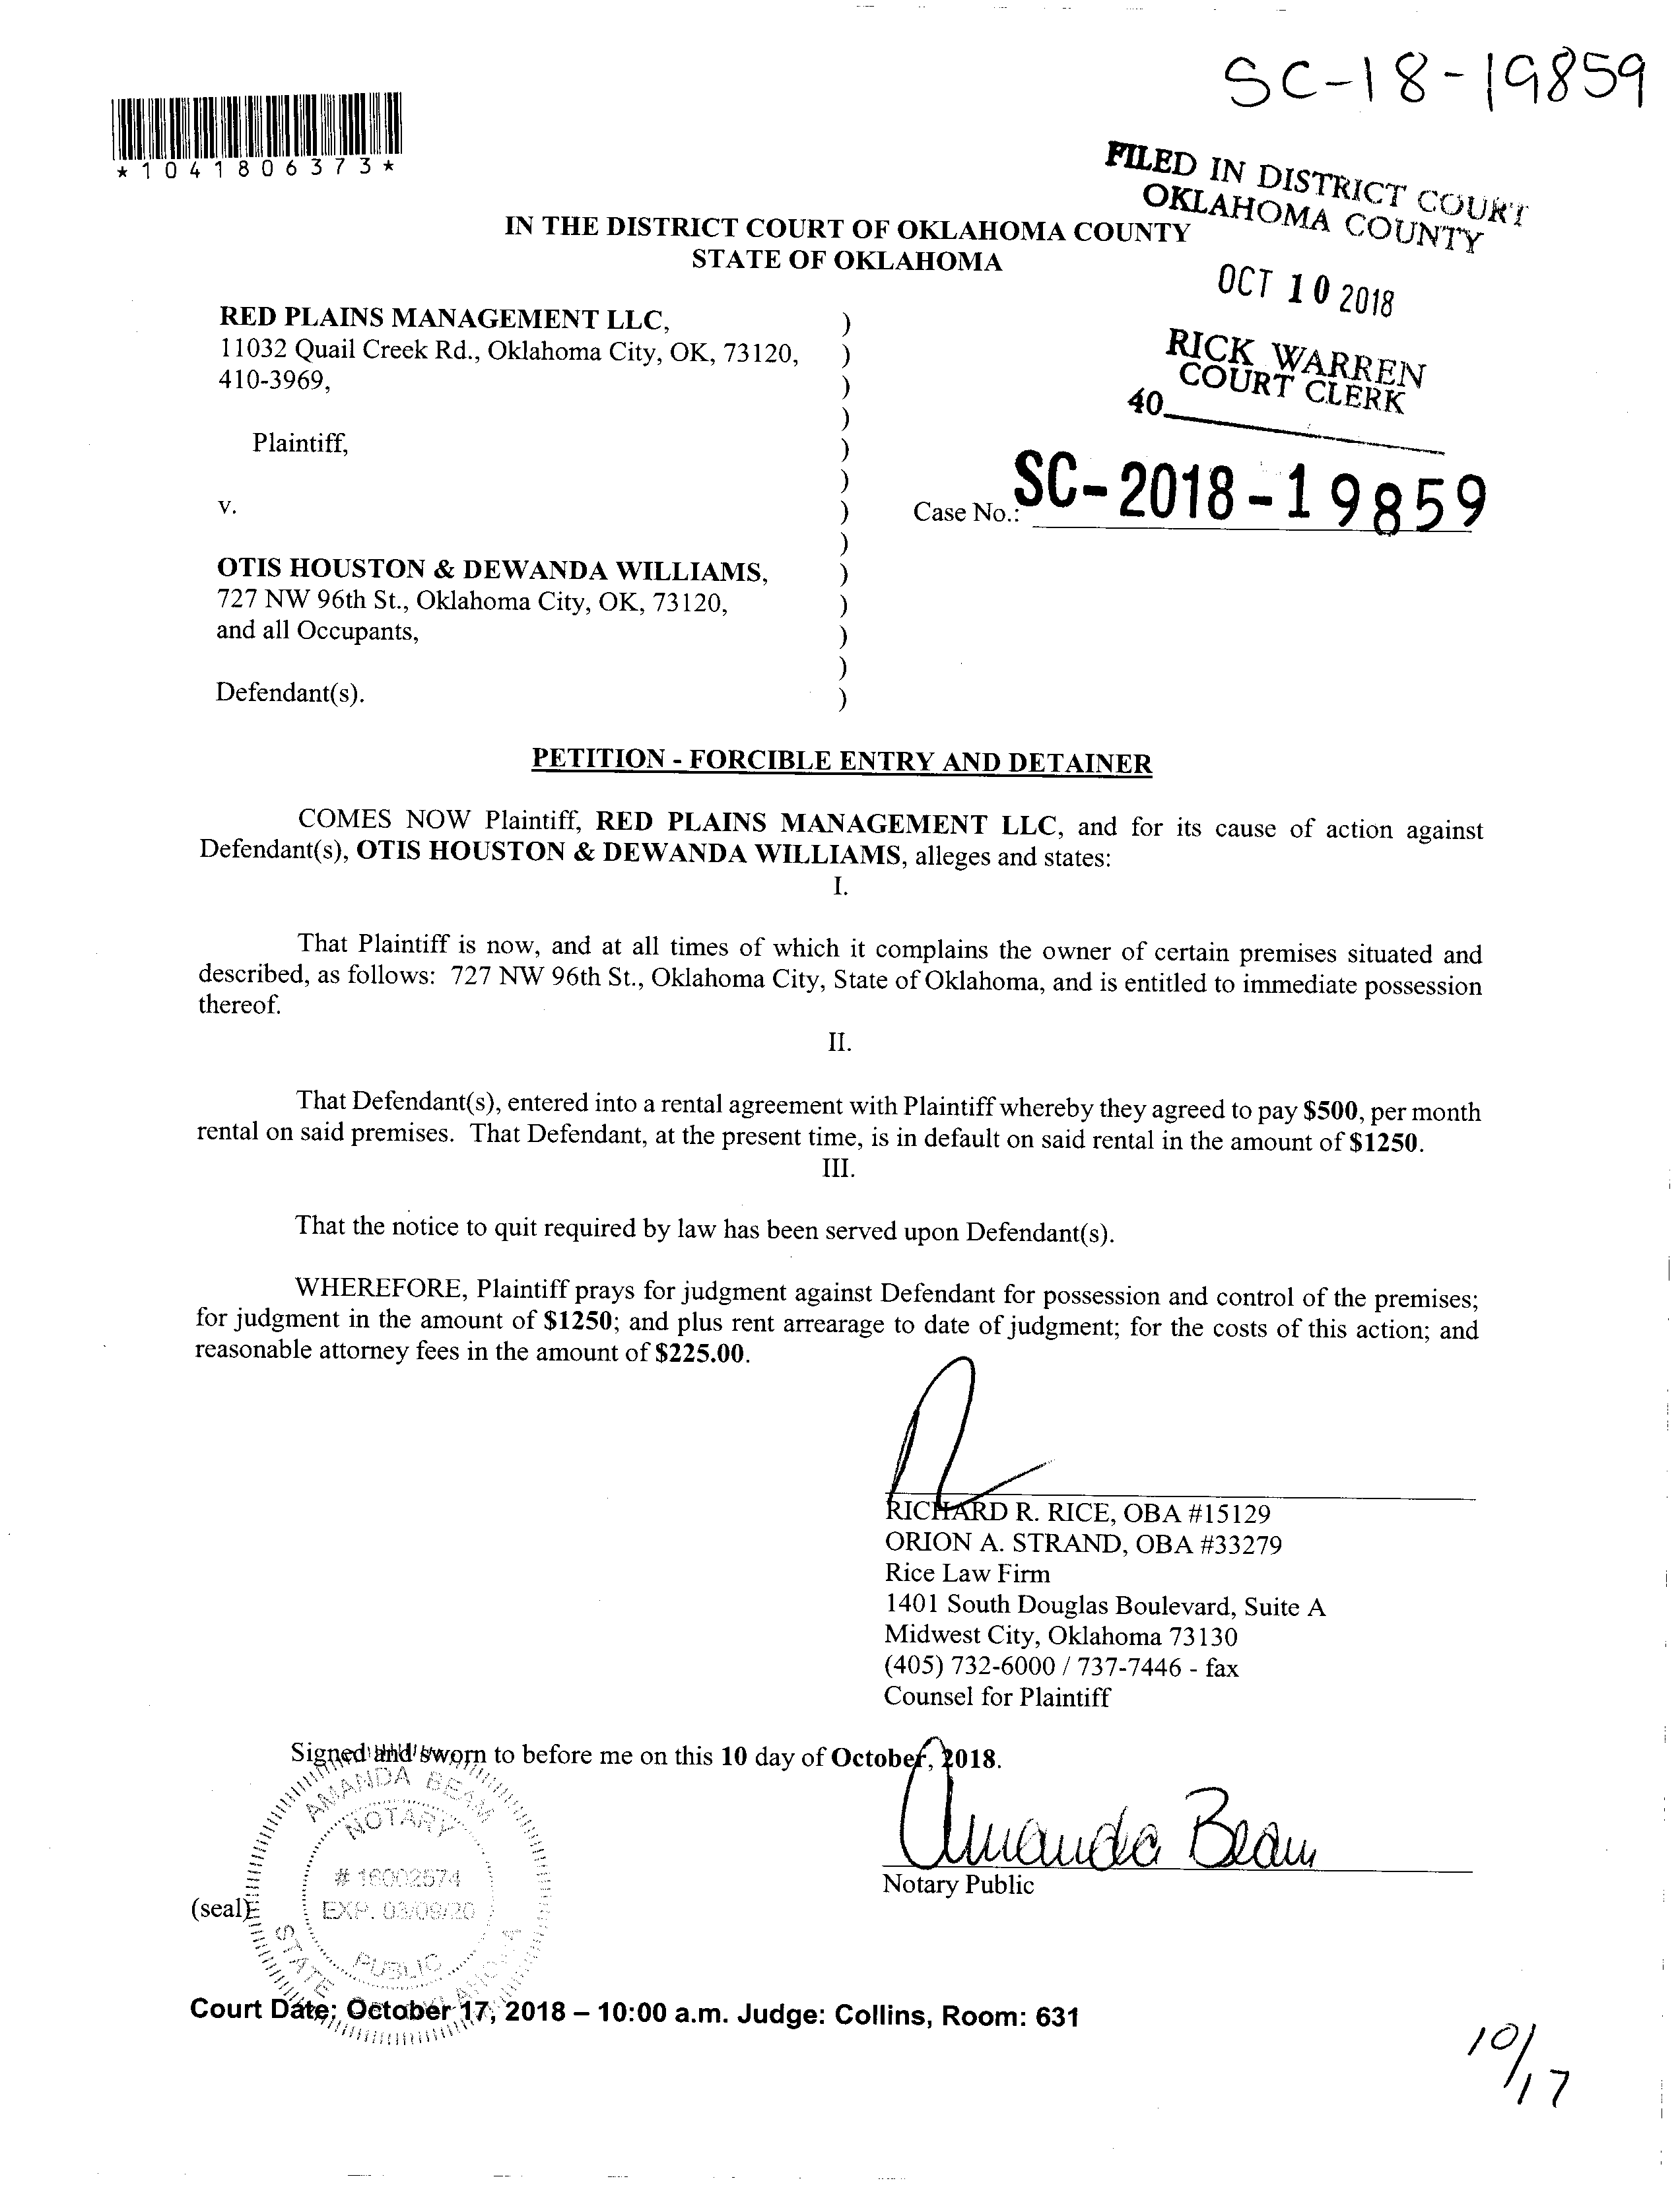 SC-18-19859
*1041806373*
FILED IN DISTRICT COURT
OKLAHOMA COUNTY
IN THE DISTRICT COURT OF OKLAHOMA COUNTY
STATE OF OKLAHOMA
OCT 10 2018
RICK WARREN
COURT CLERK
40
RED PLAINS MANAGEMENT LLC, )
11032 Quail Creek Rd., Oklahoma City, OK, 73120, )
410-3969, )
)
Plaintiff, )
)
v. ) Case No.: SC-2018-19859
)
OTIS HOUSTON & DEWANDA WILLIAMS, )
727 NW 96th St., Oklahoma City, OK, 73120, )
and all Occupants, )
)
Defendant(s). )
PETITION - FORCIBLE ENTRY AND DETAINER
COMES NOW Plaintiff, RED PLAINS MANAGEMENT LLC, and for its cause of action against
Defendant(s), OTIS HOUSTON & DEWANDA WILLIAMS, alleges and states:
I.
That Plaintiff is now, and at all times of which it complains the owner of certain premises situated and
described, as follows: 727 NW 96th St., Oklahoma City, State of Oklahoma, and is entitled to immediate possession
thereof.
II.
That Defendant(s), entered into a rental agreement with Plaintiff whereby they agreed to pay $500, per month
rental on said premises. That Defendant, at the present time, is in default on said rental in the amount of $1250.
III.
That the notice to quit required by law has been served upon Defendant(s).
WHEREFORE, Plaintiff prays for judgment against Defendant for possession and control of the premises;
for judgment in the amount of $1250; and plus rent arrearage to date of judgment; for the costs of this action; and
reasonable attorney fees in the amount of $225.00.
RICHARD R. RICE, OBA #15129
ORION A. STRAND, OBA #33279
Rice Law Firm
1401 South Douglas Boulevard, Suite A
Midwest City, Oklahoma 73130
(405) 732-6000 / 737-7446 - fax
Counsel for Plaintiff
Signed and sworn to before me on this 10 day of October, 2018.
AMANDA BEAM
NOTARY
# 16002574
EXP. 03/09/20
PUBLIC
STATE OF OKLAHOMA
Amanda Beam
Notary Public
(seal)
Court Date: October 17, 2018 – 10:00 a.m. Judge: Collins, Room: 631
10/17